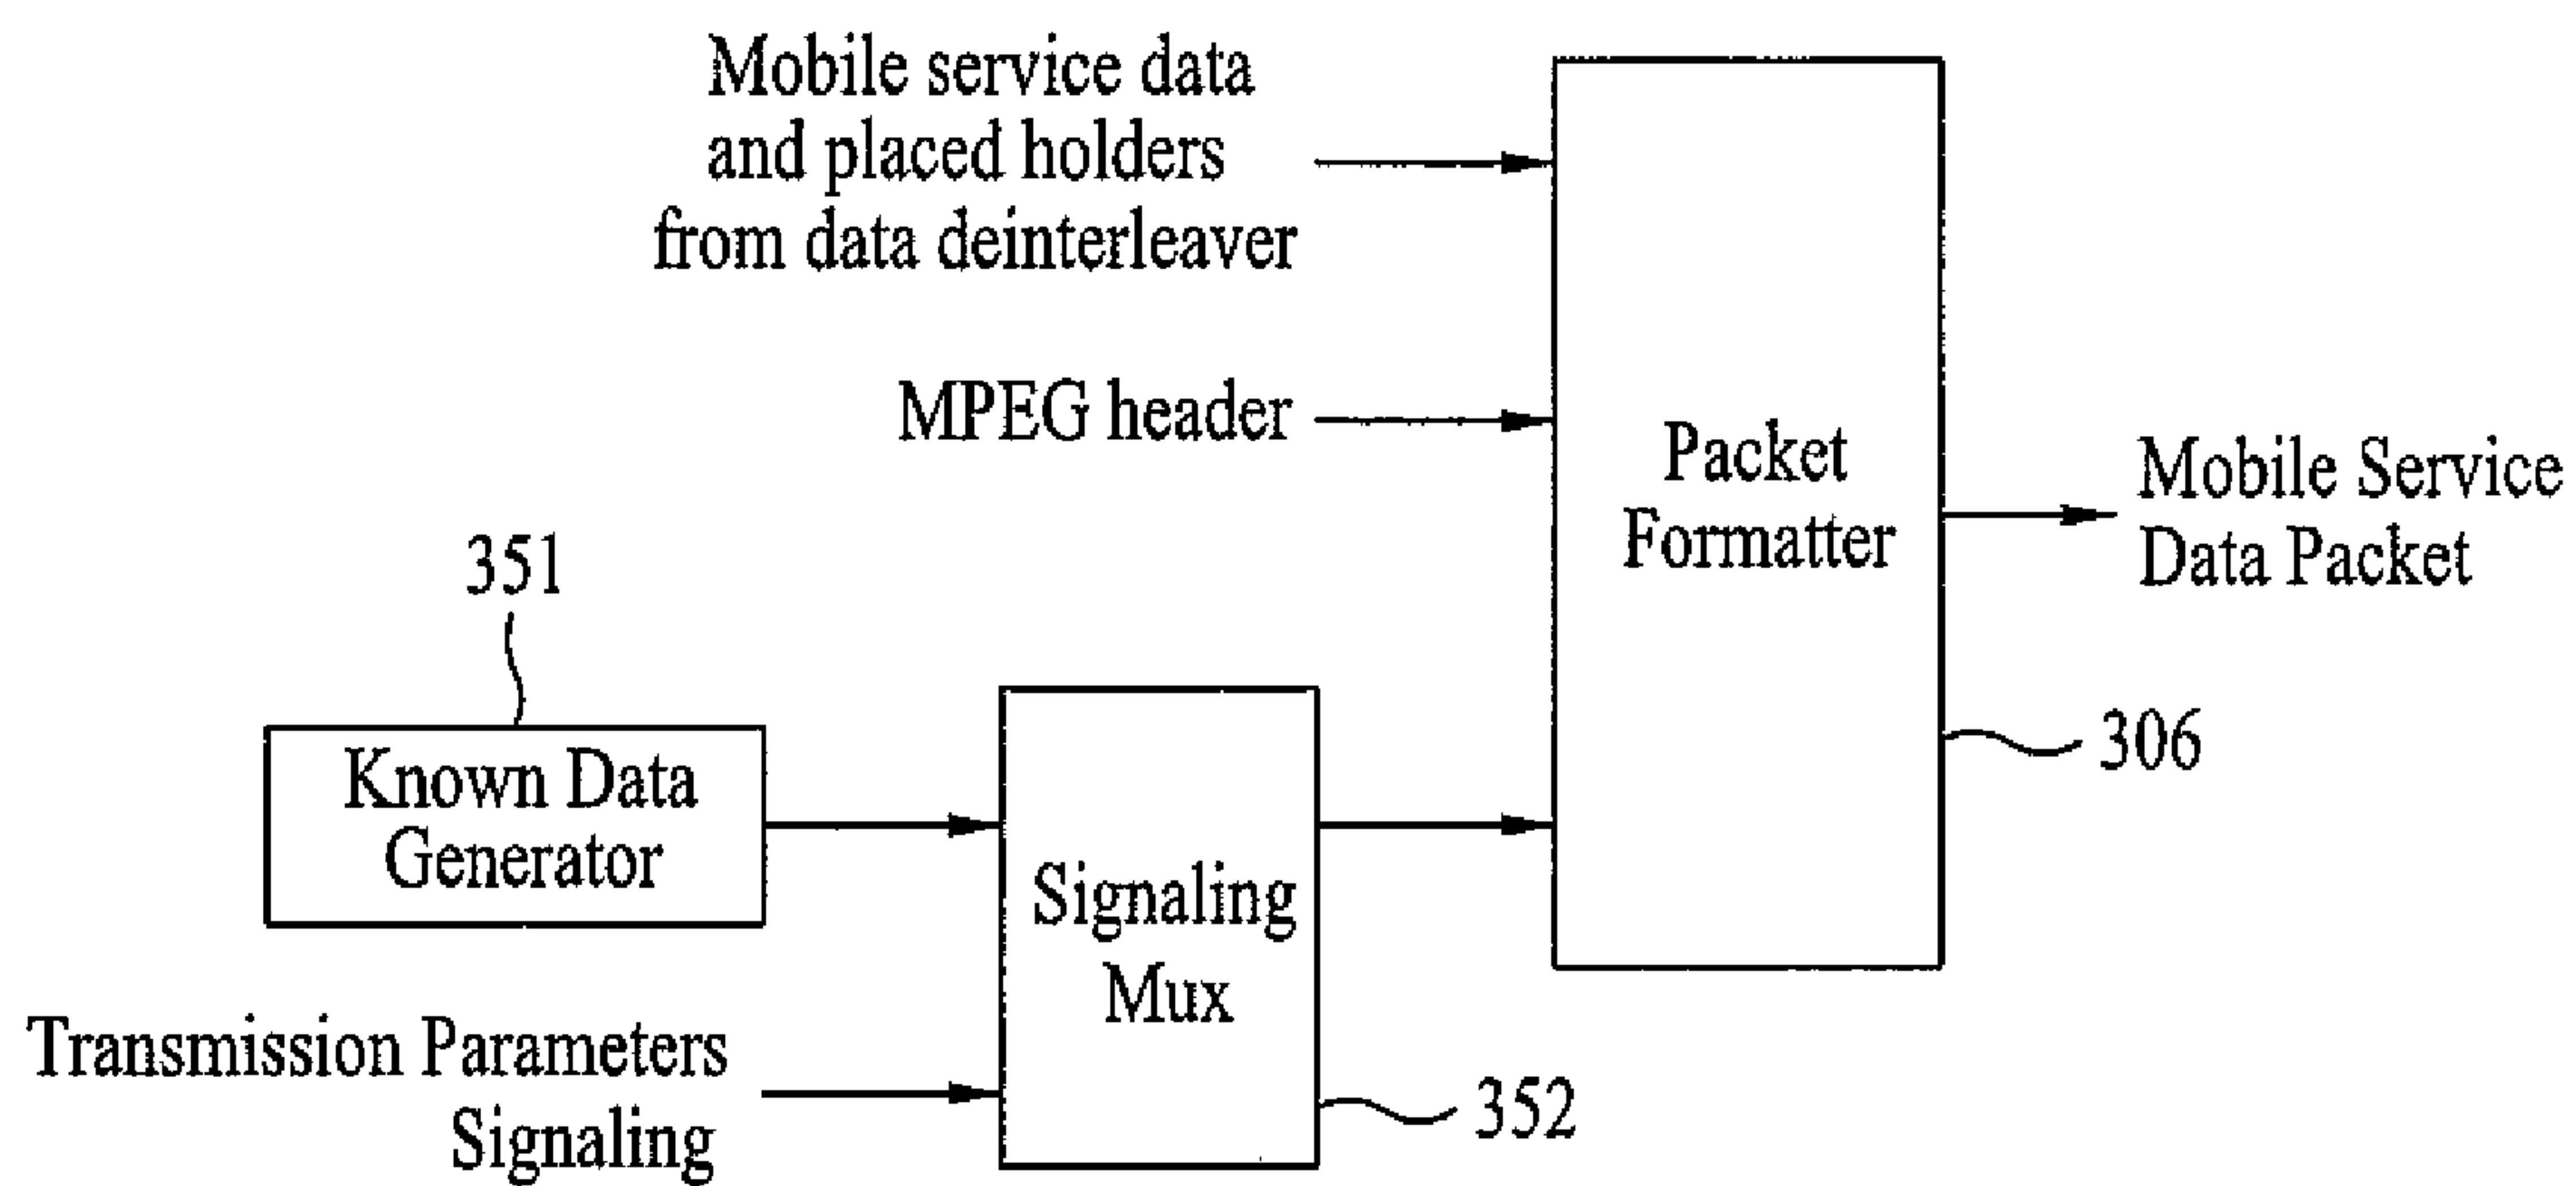 Mobile service data
and placed holders
from data deinterleaver
MPEG header
Packet
Formatter
Mobile Service
Data Packet
351
306
Known Data
Generator
Signaling
Mux
Transmission Parameters
Signaling
352